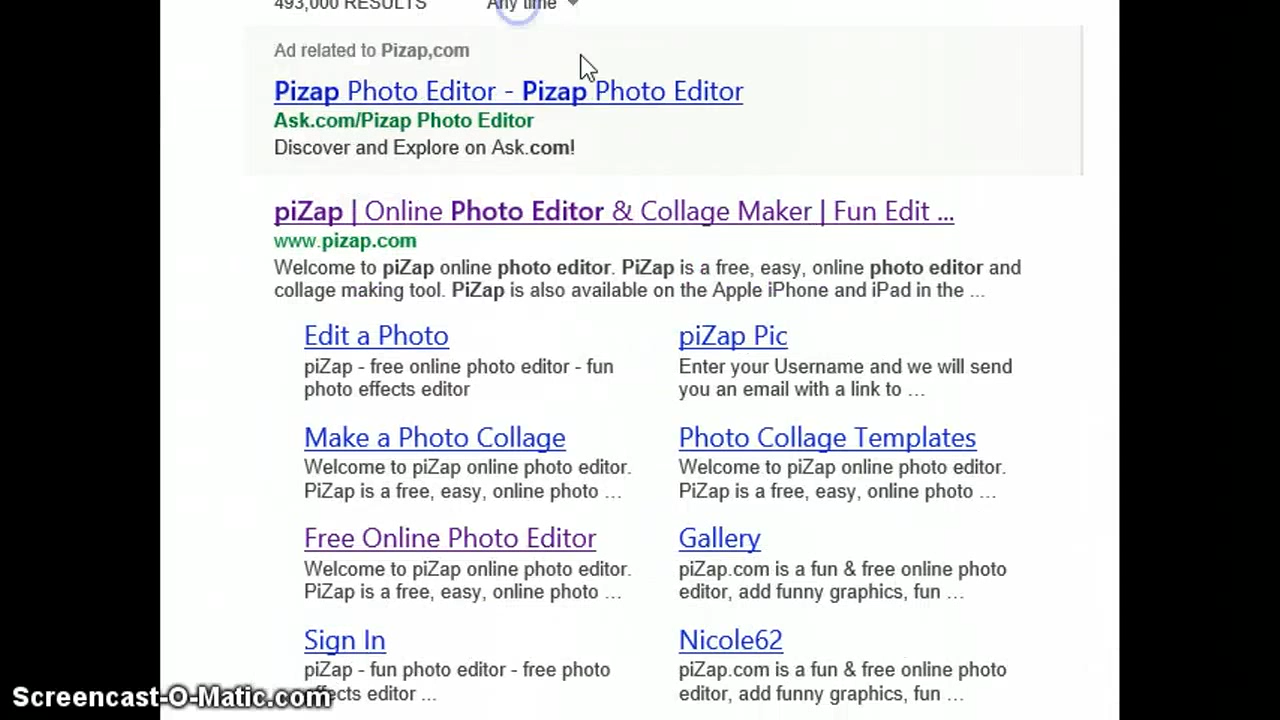 493,000 RESULTS Any time
Ad related to Pizap,com
Pizap Photo Editor - Pizap Photo Editor
Ask.com/Pizap Photo Editor
Discover and Explore on Ask.com!
piZap | Online Photo Editor & Collage Maker | Fun Edit ...
www.pizap.com
Welcome to piZap online photo editor. PiZap is a free, easy, online photo editor and
collage making tool. PiZap is also available on the Apple iPhone and iPad in the ...
Edit a Photo
piZap - free online photo editor - fun
photo effects editor
piZap Pic
Enter your Username and we will send
you an email with a link to ...
Make a Photo Collage
Welcome to piZap online photo editor.
PiZap is a free, easy, online photo ...
Photo Collage Templates
Welcome to piZap online photo editor.
PiZap is a free, easy, online photo ...
Free Online Photo Editor
Welcome to piZap online photo editor.
PiZap is a free, easy, online photo ...
Gallery
piZap.com is a fun & free online photo
editor, add funny graphics, fun ...
Sign In
piZap - fun photo editor - free photo
effects editor ...
Nicole62
piZap.com is a fun & free online photo
editor, add funny graphics, fun ...
Screencast-O-Matic.com